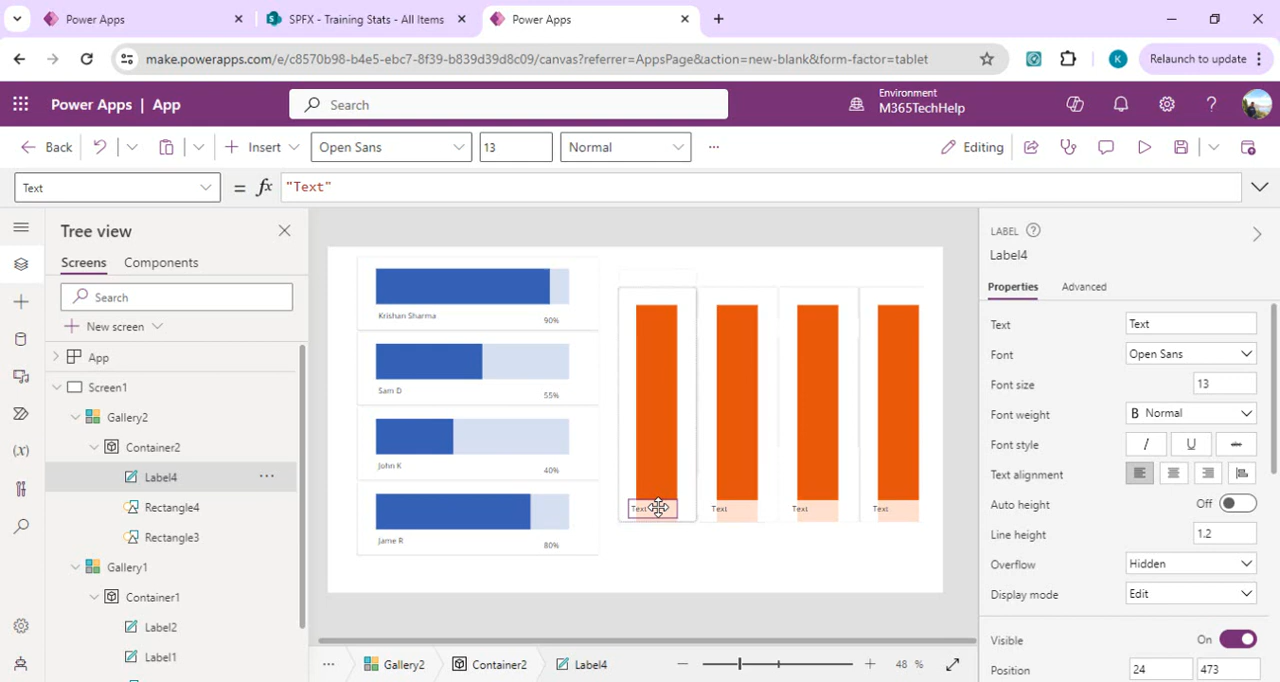 Power Apps
SPFX - Training Stats - All Items
Power Apps
make.powerapps.com/e/c8570b98-b4e5-ebc7-8f39-b839d39d8c09/canvas?referrer=AppsPage&action=new-blank&form-factor=tablet
K
Relaunch to update
Power Apps | App
Search
Environment
M365TechHelp
Back
Insert
Open Sans
13
Normal
Editing
Text
= fx "Text"
Tree view
Screens
Components
Search
New screen
App
Screen1
Gallery2
Container2
Label4
Rectangle4
Rectangle3
Gallery1
Container1
Label2
Label1
Krishan Sharma
90%
Sam D
55%
John K
40%
Jame R
80%
Text
Text
Text
Text
Gallery2
Container2
Label4
48 %
LABEL
Label4
Properties
Advanced
Text
Text
Font
Open Sans
Font size
13
Font weight
B Normal
Font style
Text alignment
Auto height
Off
Line height
1.2
Overflow
Hidden
Display mode
Edit
Visible
On
Position
24
473